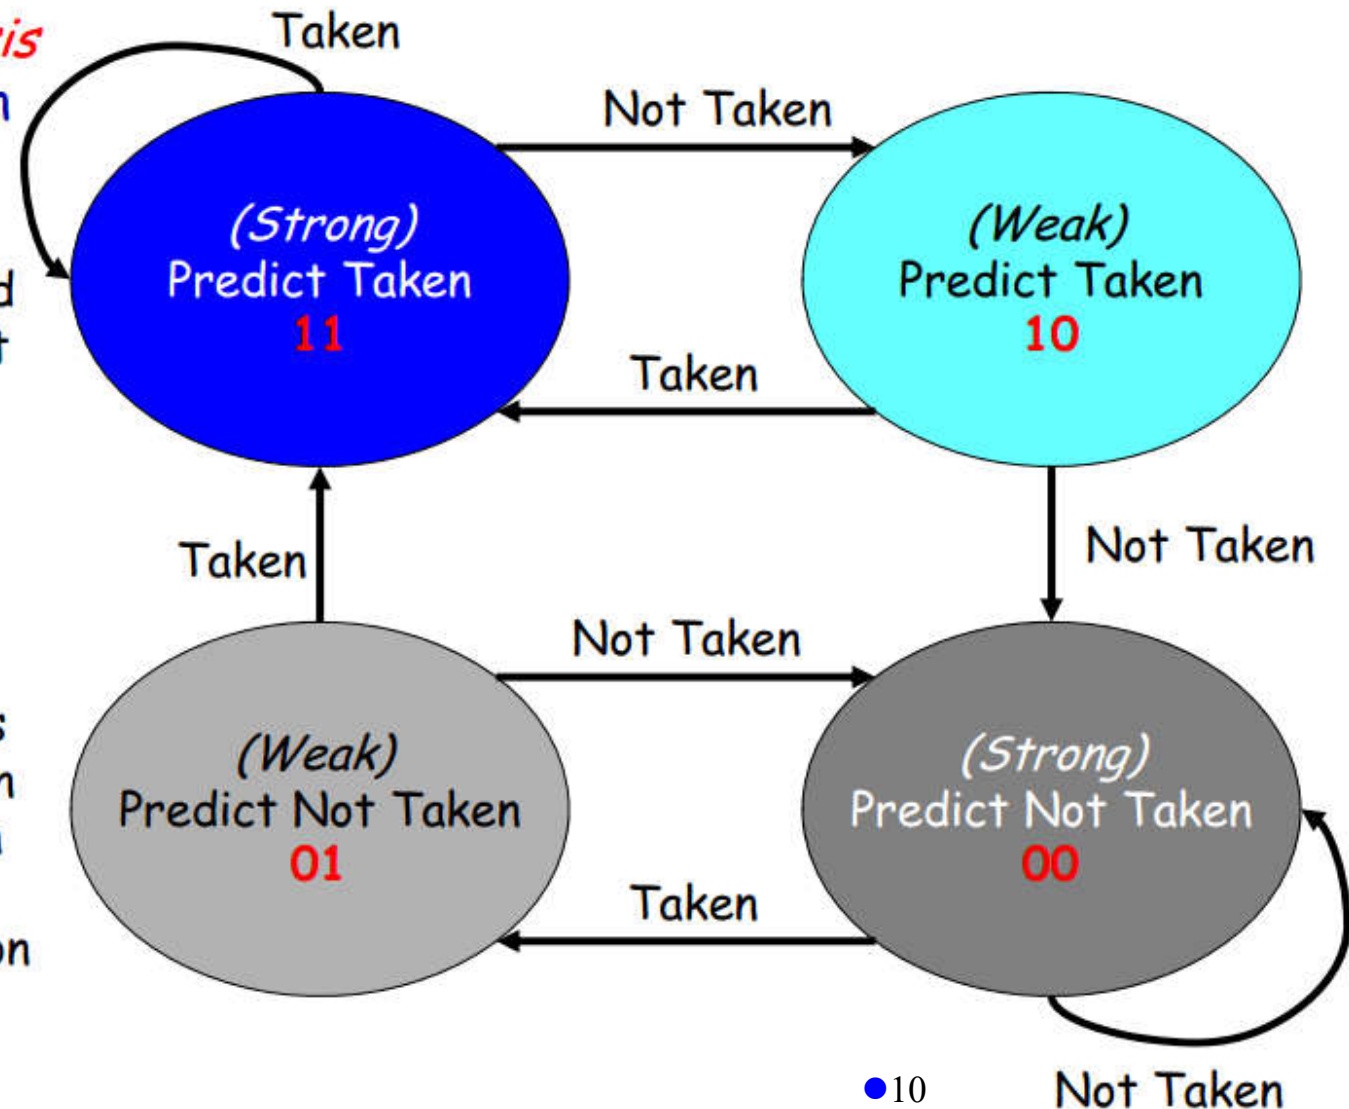 Taken
Not Taken
(Strong)
Predict Taken
11
(Weak)
Predict Taken
10
Taken
Taken
Not Taken
Not Taken
(Weak)
Predict Not Taken
01
(Strong)
Predict Not Taken
00
Taken
Not Taken
●10